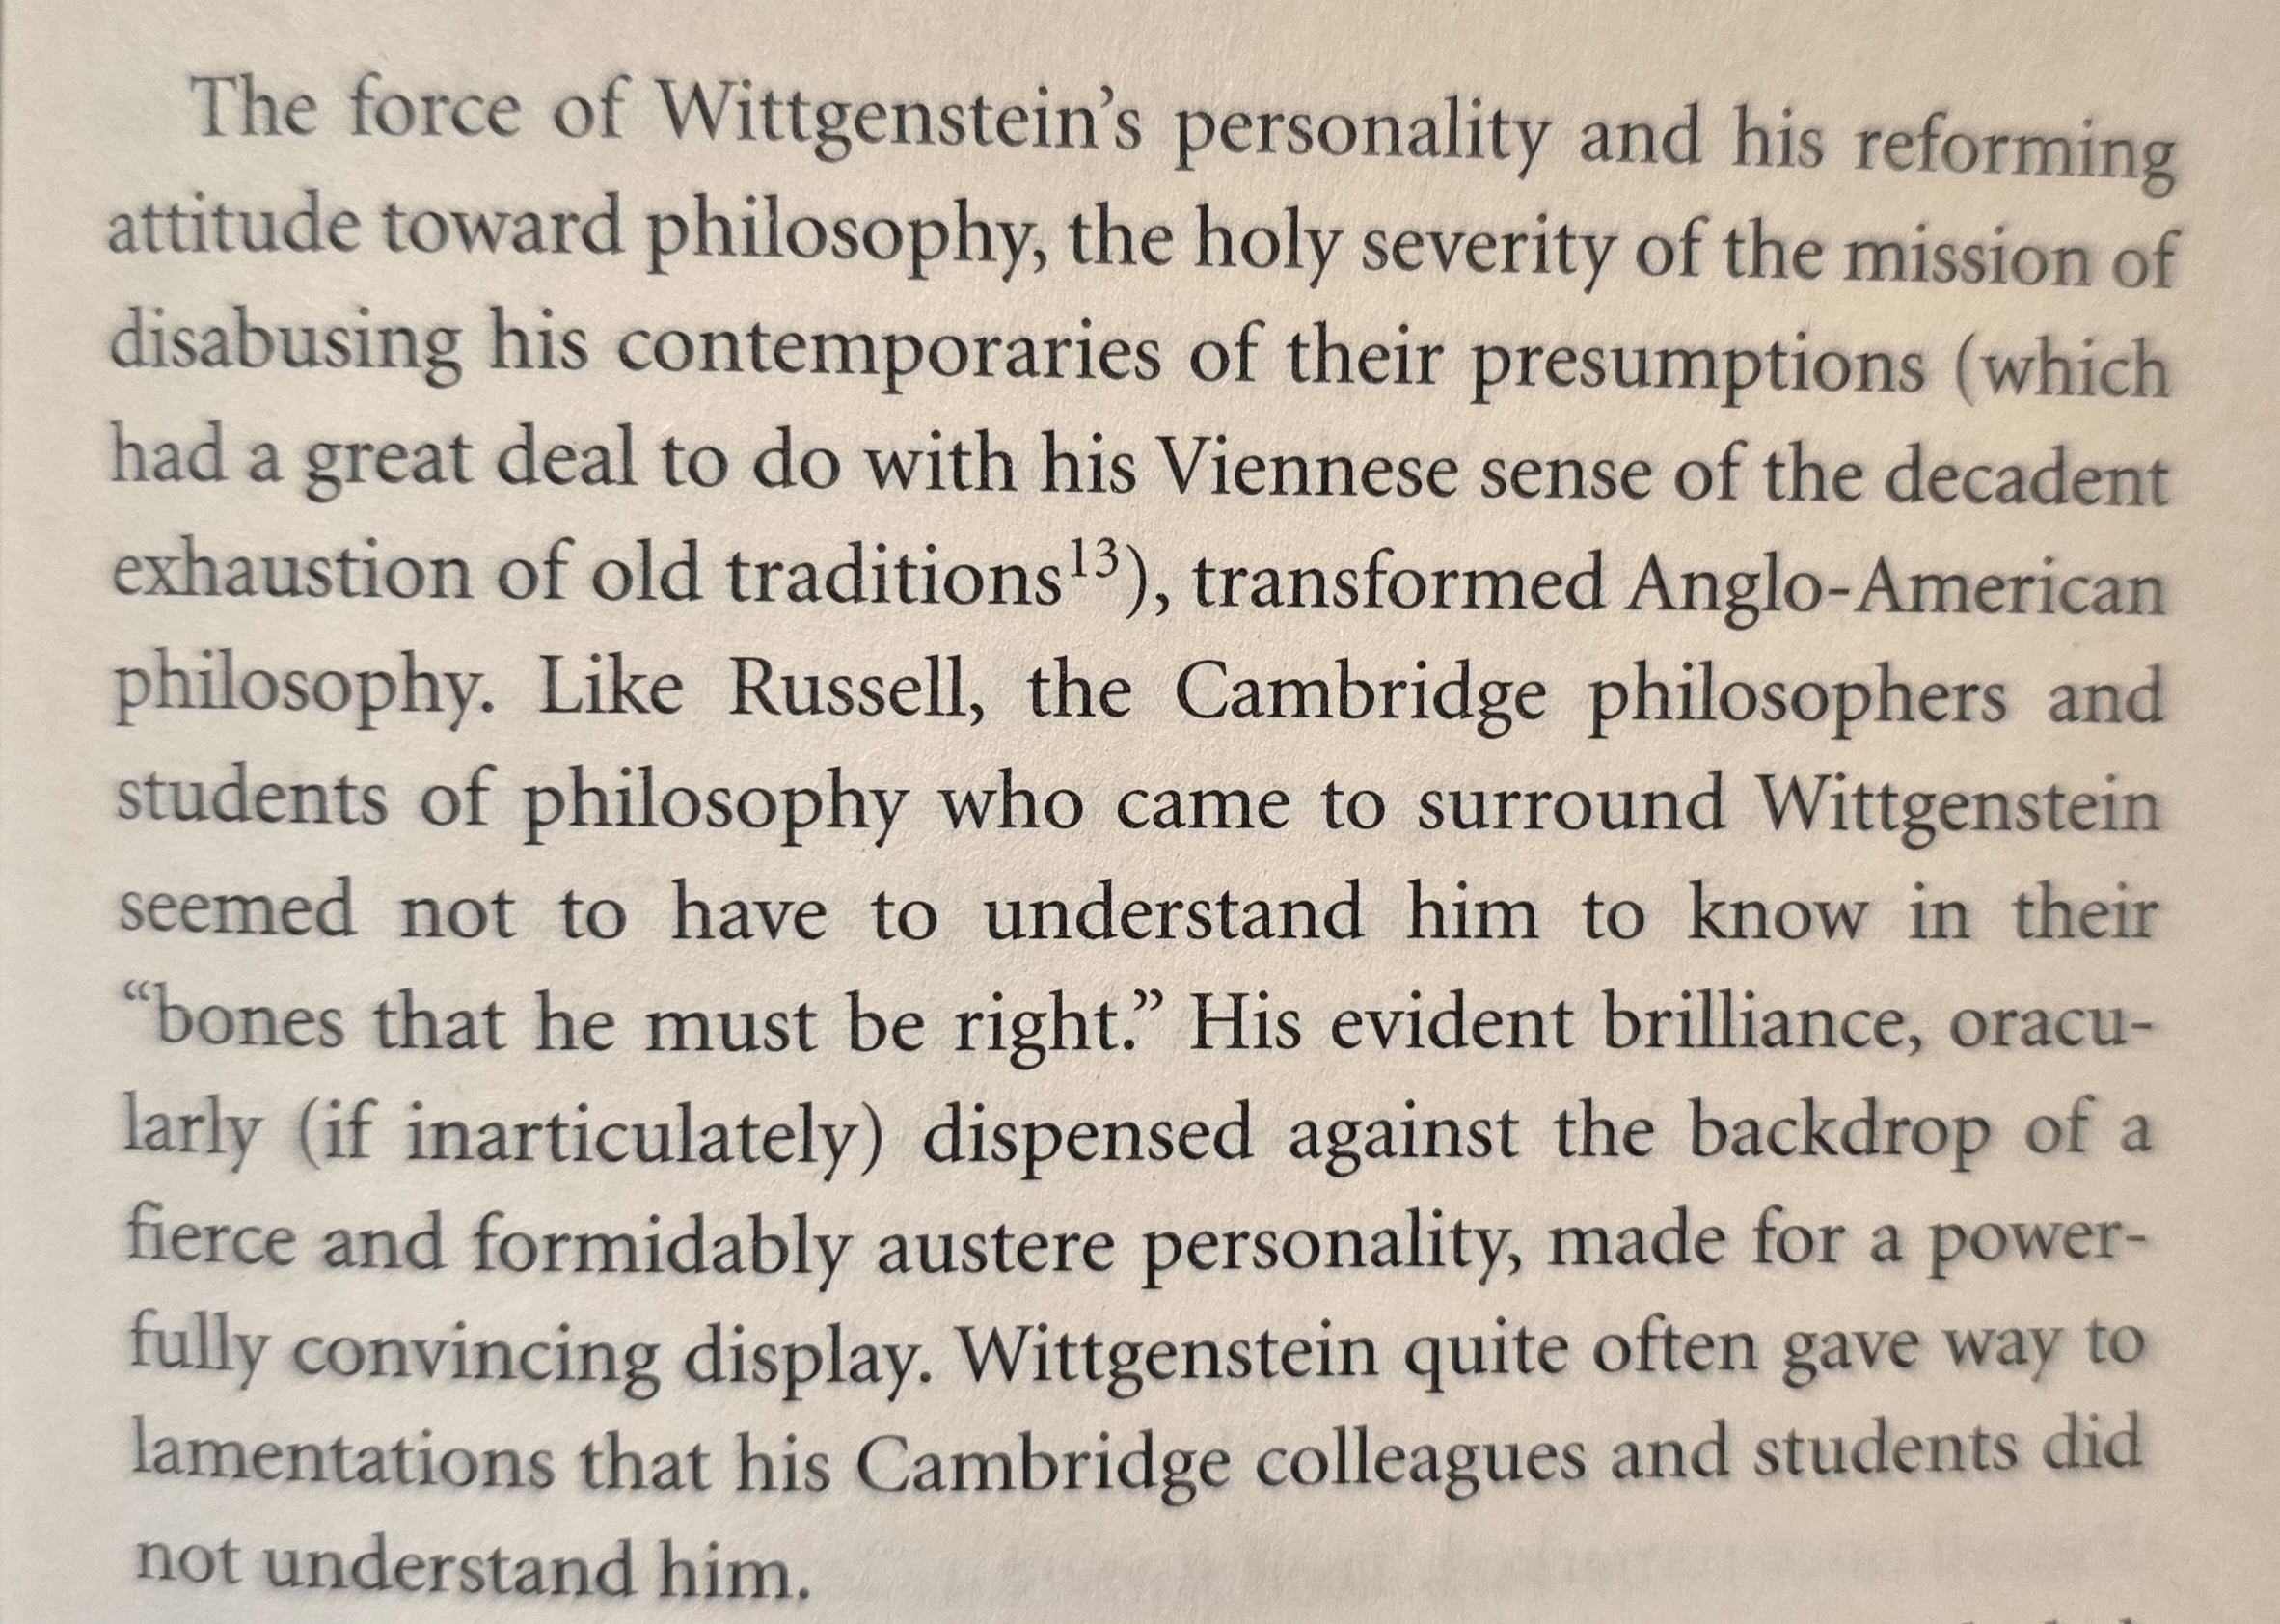 The force of Wittgenstein’s personality and his reforming
attitude toward philosophy, the holy severity of the mission of
disabusing his contemporaries of their presumptions (which
had a great deal to do with his Viennese sense of the decadent
exhaustion of old traditions¹³), transformed Anglo-American
philosophy. Like Russell, the Cambridge philosophers and
students of philosophy who came to surround Wittgenstein
seemed not to have to understand him to know in their
“bones that he must be right.” His evident brilliance, oracu-
larly (if inarticulately) dispensed against the backdrop of a
fierce and formidably austere personality, made for a power-
fully convincing display. Wittgenstein quite often gave way to
lamentations that his Cambridge colleagues and students did
not understand him.